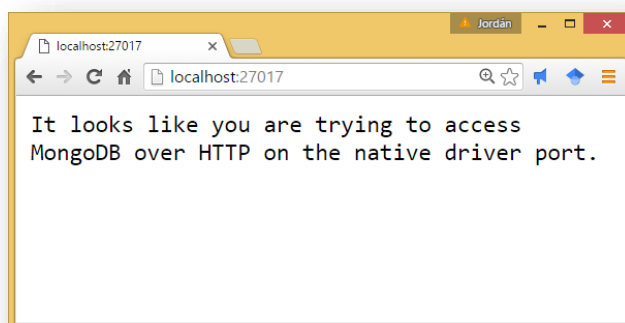 Jordán
localhost:27017
localhost:27017
It looks like you are trying to access
MongoDB over HTTP on the native driver port.